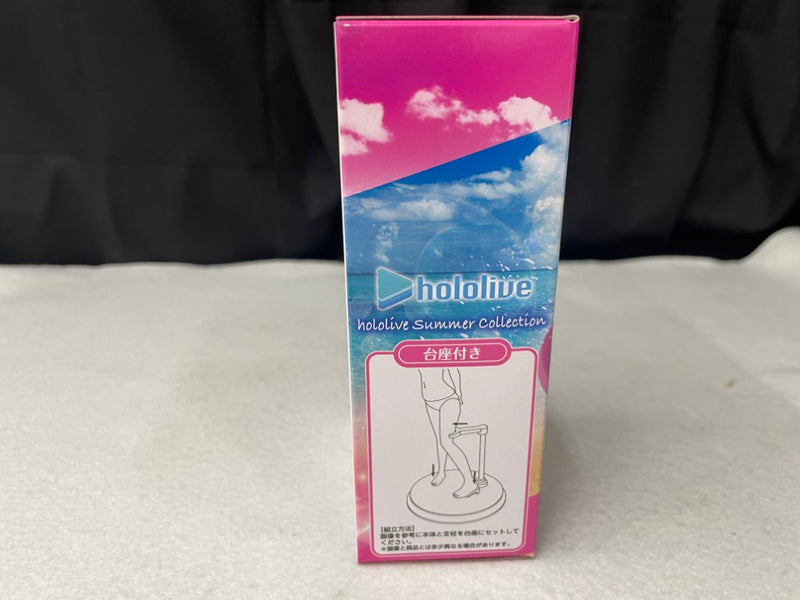 hololive
hololive Summer Collection
台座付き
【組立方法】
画像を参考に本体と支柱を台座にセットして
ください。
※画像と商品とは多少異なる場合があります。